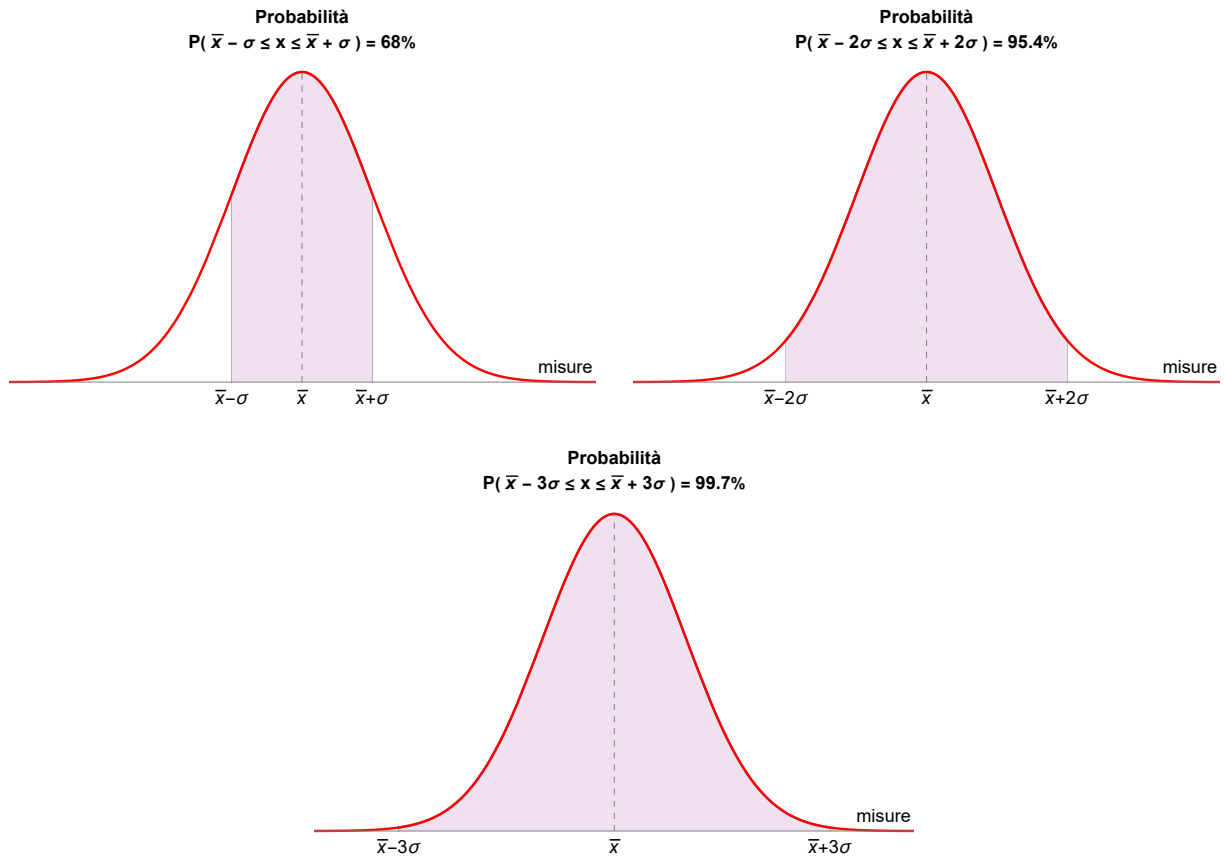 Probabilità
P( x̅ − σ ≤ x ≤ x̅ + σ ) = 68%
misure
x̅−σ x̅ x̅+σ
Probabilità
P( x̅ − 2σ ≤ x ≤ x̅ + 2σ ) = 95.4%
misure
x̅−2σ x̅ x̅+2σ
Probabilità
P( x̅ − 3σ ≤ x ≤ x̅ + 3σ ) = 99.7%
misure
x̅−3σ x̅ x̅+3σ